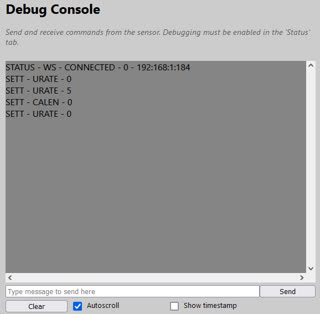 Debug Console
Send and receive commands from the sensor. Debugging must be enabled in the 'Status'
tab.
STATUS - WS - CONNECTED - 0 - 192:168:1:184
SETT - URATE - 0
SETT - URATE - 5
SETT - CALEN - 0
SETT - URATE - 0
Type message to send here
Send
Clear
Autoscroll
Show timestamp